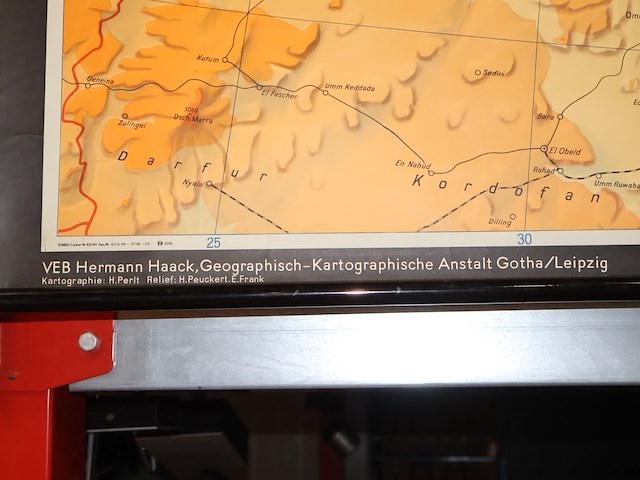 Kutum
Geneina
El Fascher
Umm Keddada
Sodiri
3088
Dsch. Marra
Zalingei
Bara
El Obeid
Darfur
En Nahud
Rahad
Nyala
Kordofan
Umm Ruwaba
Dilling
25
30
VEB Hermann Haack, Geographisch-Kartographische Anstalt Gotha/Leipzig
Kartographie: H.Perlt Relief: H.Peuckert, E.Frank